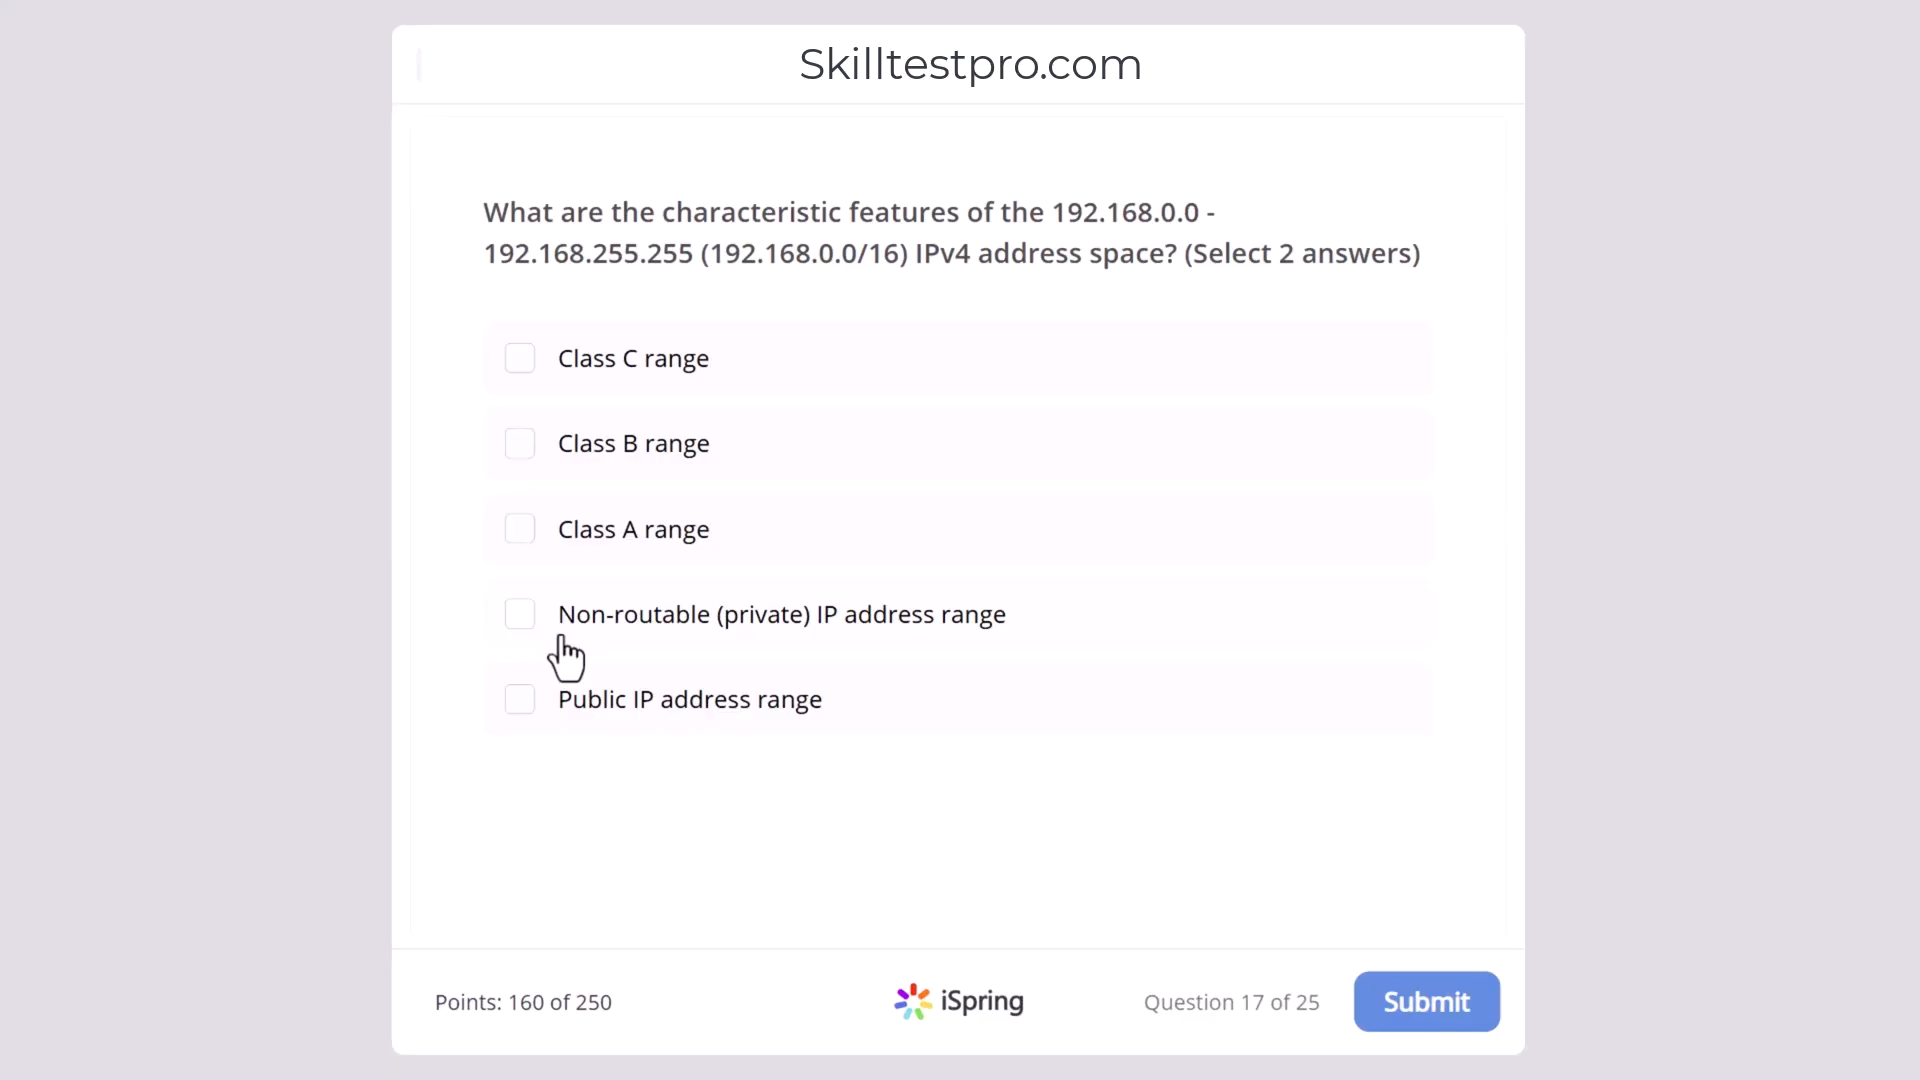 Skilltestpro.com
What are the characteristic features of the 192.168.0.0 -
192.168.255.255 (192.168.0.0/16) IPv4 address space? (Select 2 answers)
Class C range
Class B range
Class A range
Non-routable (private) IP address range
Public IP address range
Points: 160 of 250
iSpring
Question 17 of 25
Submit